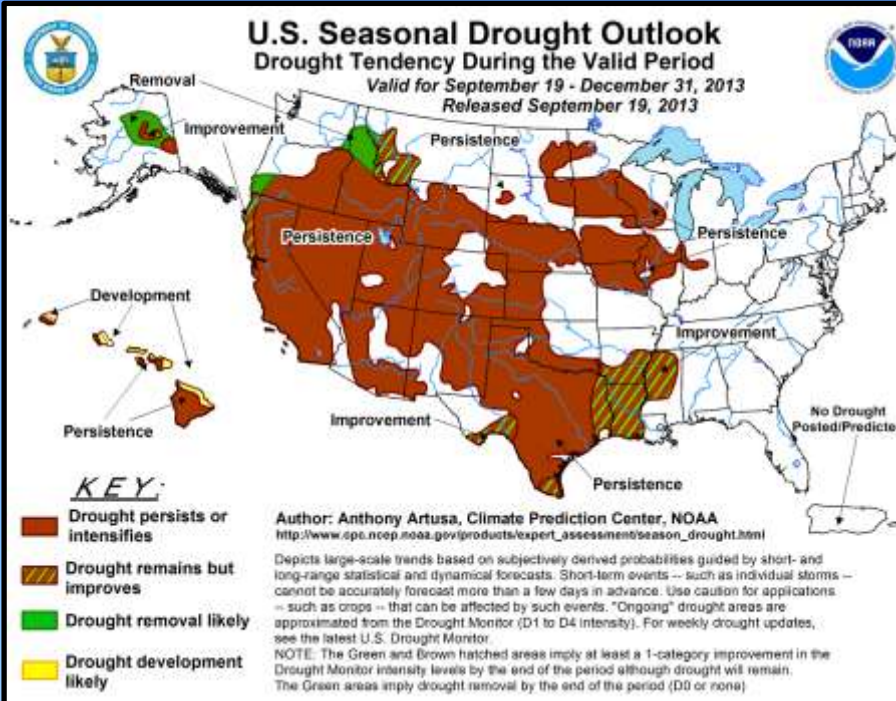 U.S. Seasonal Drought Outlook
Drought Tendency During the Valid Period
Valid for September 19 - December 31, 2013
Released September 19, 2013
NOAA
Removal
Improvement
Persistence
Persistence
Persistence
Development
Improvement
Improvement
Persistence
Persistence
No Drought
Posted/Predicte
KEY:
Drought persists or
intensifies
Drought remains but
improves
Drought removal likely
Drought development
likely
Author: Anthony Artusa, Climate Prediction Center, NOAA
http://www.cpc.ncep.noaa.gov/products/expert_assessment/season_drought.html
Depicts large-scale trends based on subjectively derived probabilities guided by short- and
long-range statistical and dynamical forecasts. Short-term events -- such as individual storms --
cannot be accurately forecast more than a few days in advance. Use caution for applications
-- such as crops -- that can be affected by such events. "Ongoing" drought areas are
approximated from the Drought Monitor (D1 to D4 intensity). For weekly drought updates,
see the latest U.S. Drought Monitor.
NOTE: The Green and Brown hatched areas imply at least a 1-category improvement in the
Drought Monitor intensity levels by the end of the period although drought will remain.
The Green areas imply drought removal by the end of the period (D0 or none)